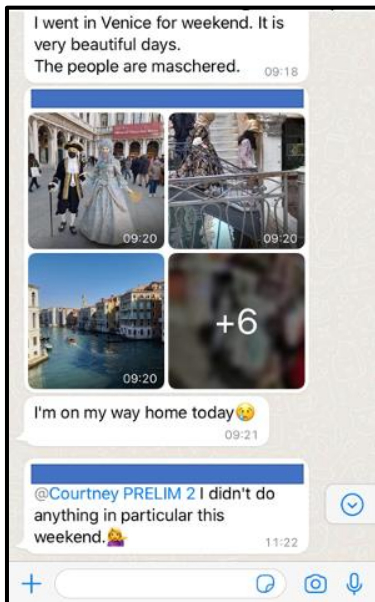 I went in Venice for weekend. It is
very beautiful days.
The people are maschered.
09:18
09:20
09:20
09:20
+6
I'm on my way home today😢
09:21
@Courtney PRELIM 2 I didn't do
anything in particular this
weekend.🤷‍♀️
11:22